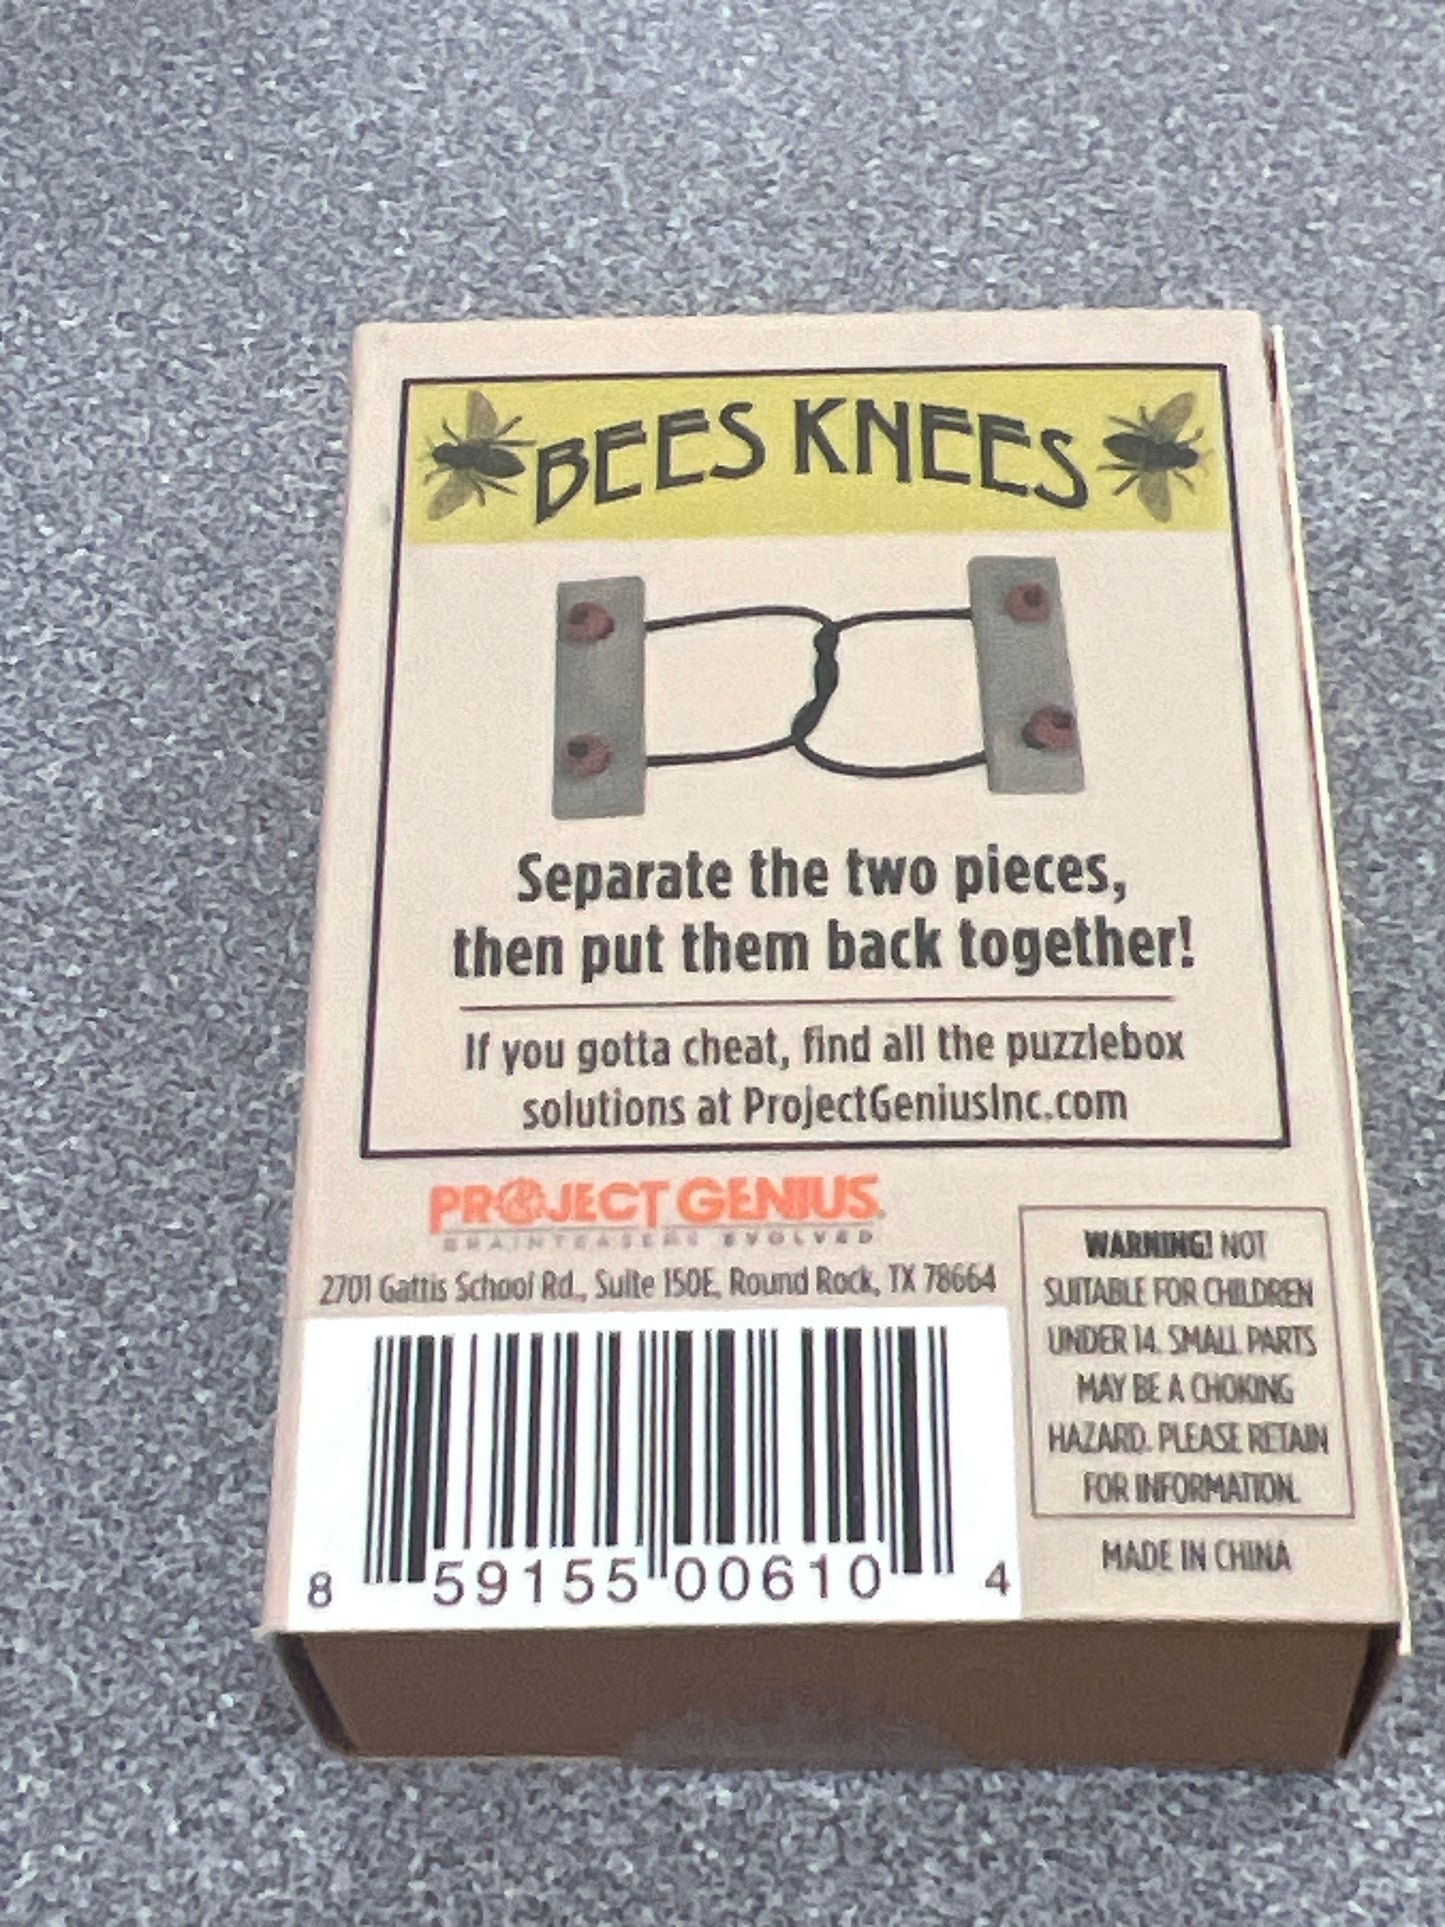 BEES KNEES
Separate the two pieces,
then put them back together!
If you gotta cheat, find all the puzzlebox
solutions at ProjectGeniusInc.com
PROJECT GENIUS
BRAINTEASERS EVOLVED
2701 Gattis School Rd., Suite 150E, Round Rock, TX 78664
WARNING! NOT
SUITABLE FOR CHILDREN
UNDER 14. SMALL PARTS
MAY BE A CHOKING
HAZARD. PLEASE RETAIN
FOR INFORMATION.
MADE IN CHINA
8 59155 00610 4